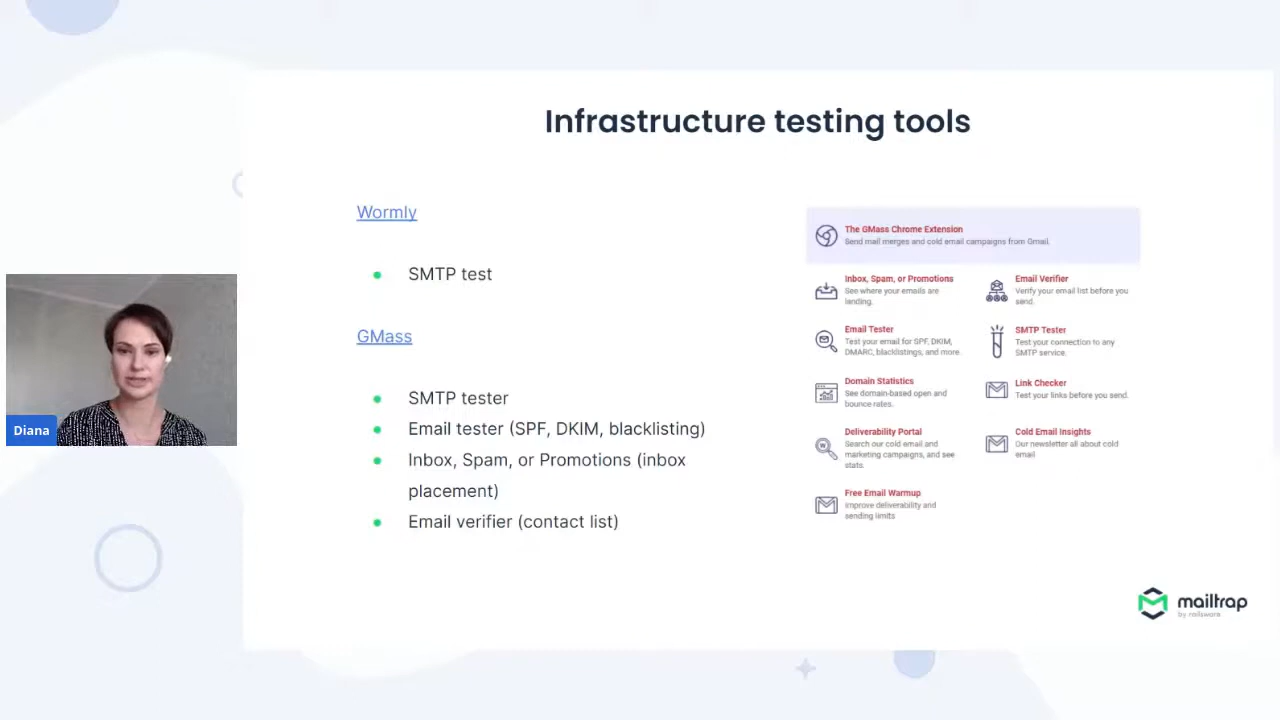 Infrastructure testing tools
Wormly
SMTP test
GMass
SMTP tester
Email tester (SPF, DKIM, blacklisting)
Inbox, Spam, or Promotions (inbox
placement)
Email verifier (contact list)
The GMass Chrome Extension
Send mail merges and cold email campaigns from Gmail.
Inbox, Spam, or Promotions
See where your emails are
landing.
Email Verifier
Verify your email list before you
send.
Email Tester
Test your email for SPF, DKIM,
DMARC, blacklistings, and more.
SMTP Tester
Test your connection to any
SMTP service.
Domain Statistics
See domain-based open and
bounce rates.
Link Checker
Test your links before you send.
Deliverability Portal
Search our cold email and
marketing campaigns, and see
stats.
Cold Email Insights
Our newsletter all about cold
email
Free Email Warmup
Improve deliverability and
sending limits
Diana
mailtrap
by railsware